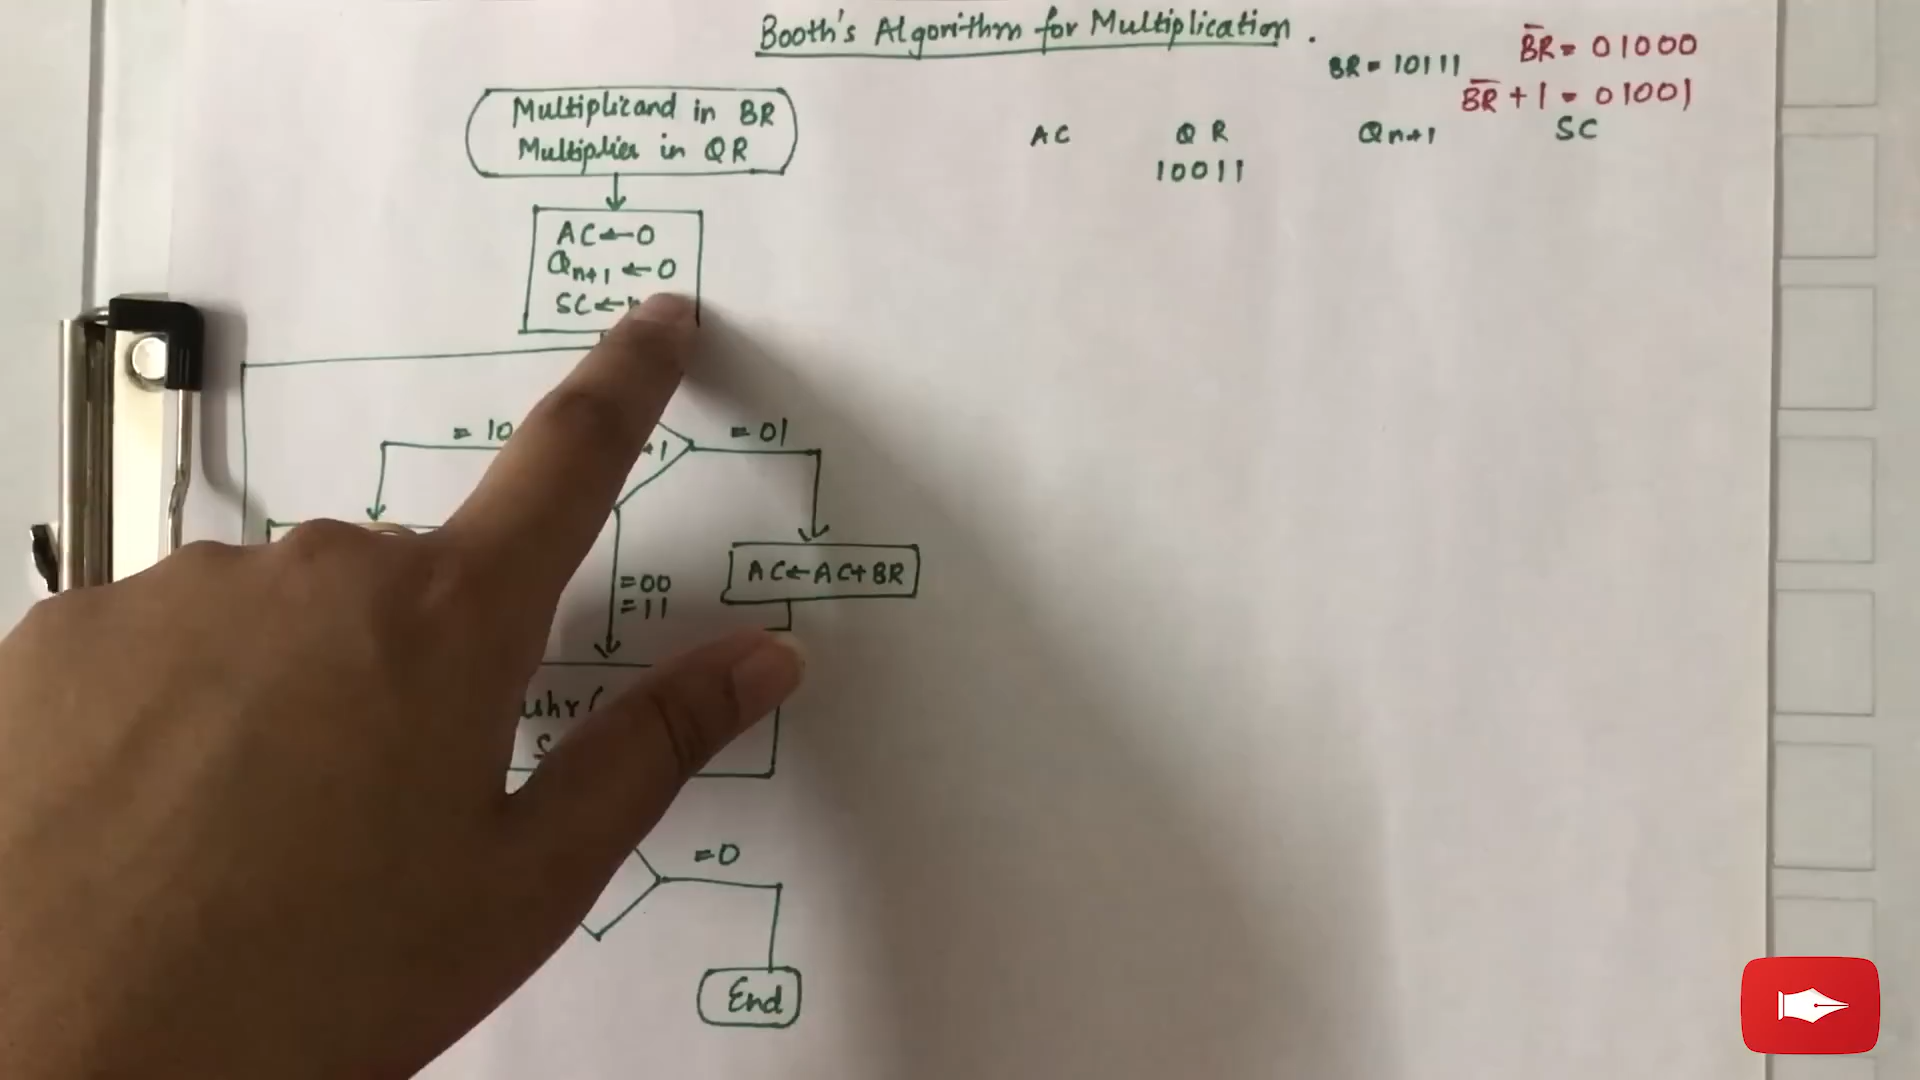 Booth's Algorithm for Multiplication.
BR = 10111
B̅R = 01000
B̅R̅ + 1 = 01001
AC QR Qn+1 SC
10011
Multiplicand in BR
Multiplier in QR
AC ← 0
Qn+1 ← 0
SC ←
= 10
= 01
AC ← AC + BR
= 00
= 11
= 0
End